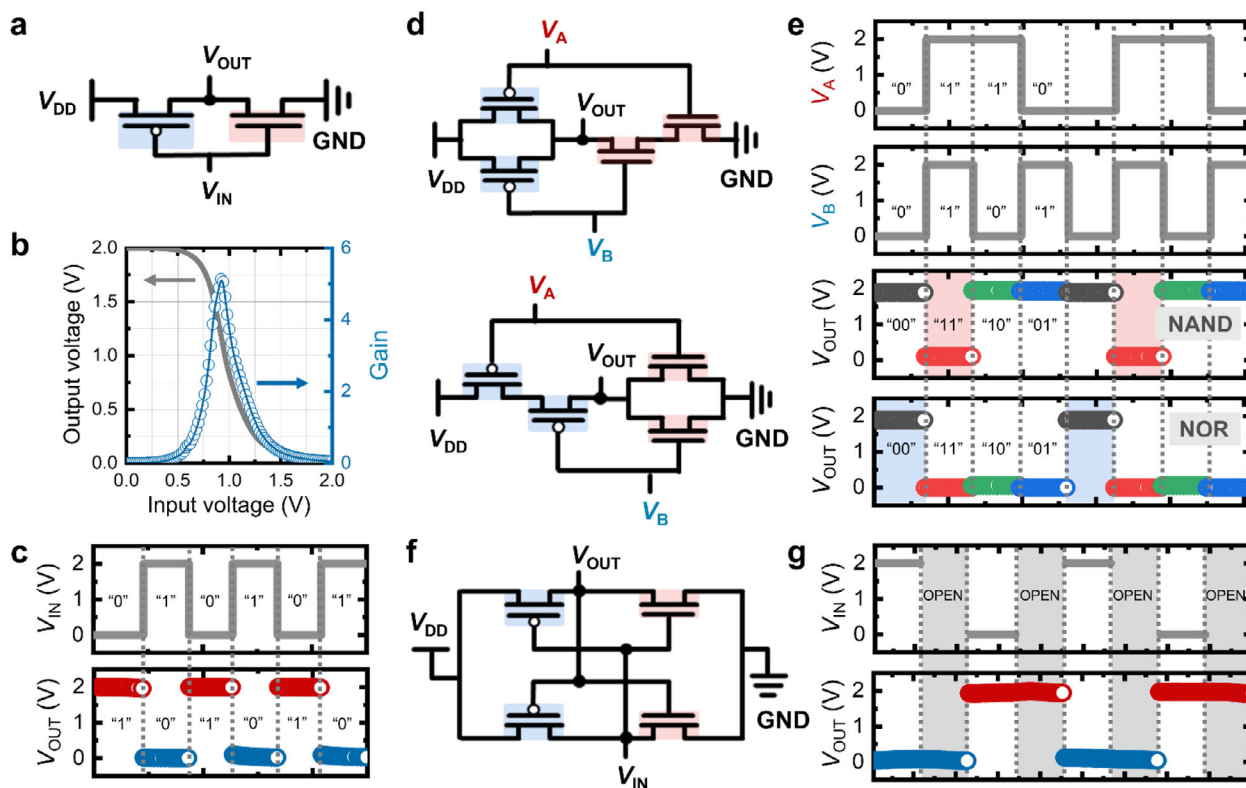 a
V_OUT
V_DD
GND
V_IN
b
2.0
1.5
1.0
0.5
0.0
Output voltage (V)
6
4
2
0
Gain
0.0 0.5 1.0 1.5 2.0
Input voltage (V)
c
V_IN (V)
2
1
0
"0" "1" "0" "1" "0" "1"
V_OUT (V)
2
1
0
"1" "0" "1" "0" "1" "0"
d
V_A
V_OUT
V_DD
GND
V_B
V_A
V_OUT
V_DD
GND
V_B
e
V_A (V)
2
1
0
"0" "1" "1" "0"
V_B (V)
2
1
0
"0" "1" "0" "1"
V_OUT (V)
2
1
0
"00" "11" "10" "01"
NAND
V_OUT (V)
2
1
0
"00" "11" "10" "01"
NOR
f
V_OUT
V_DD
GND
V_IN
g
V_IN (V)
2
1
0
OPEN OPEN OPEN OPEN
V_OUT (V)
2
1
0